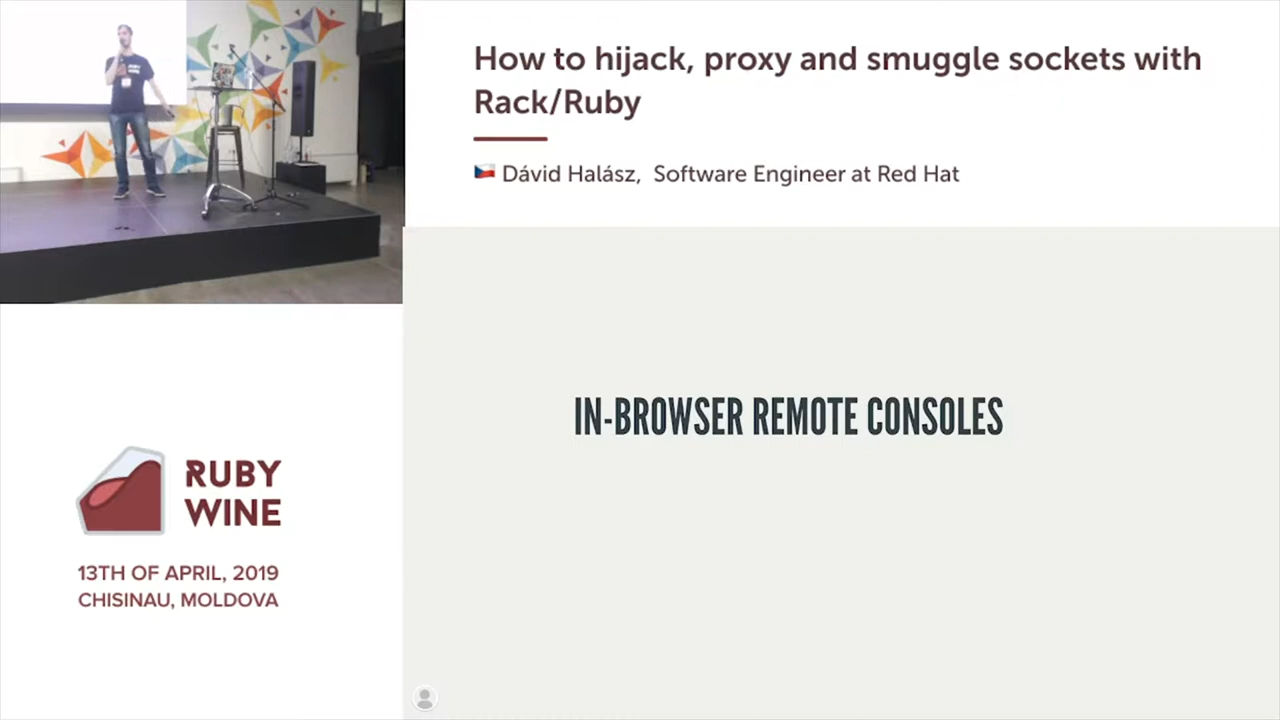 How to hijack, proxy and smuggle sockets with
Rack/Ruby
Dávid Halász, Software Engineer at Red Hat
IN-BROWSER REMOTE CONSOLES
RUBY
WINE
13TH OF APRIL, 2019
CHISINAU, MOLDOVA